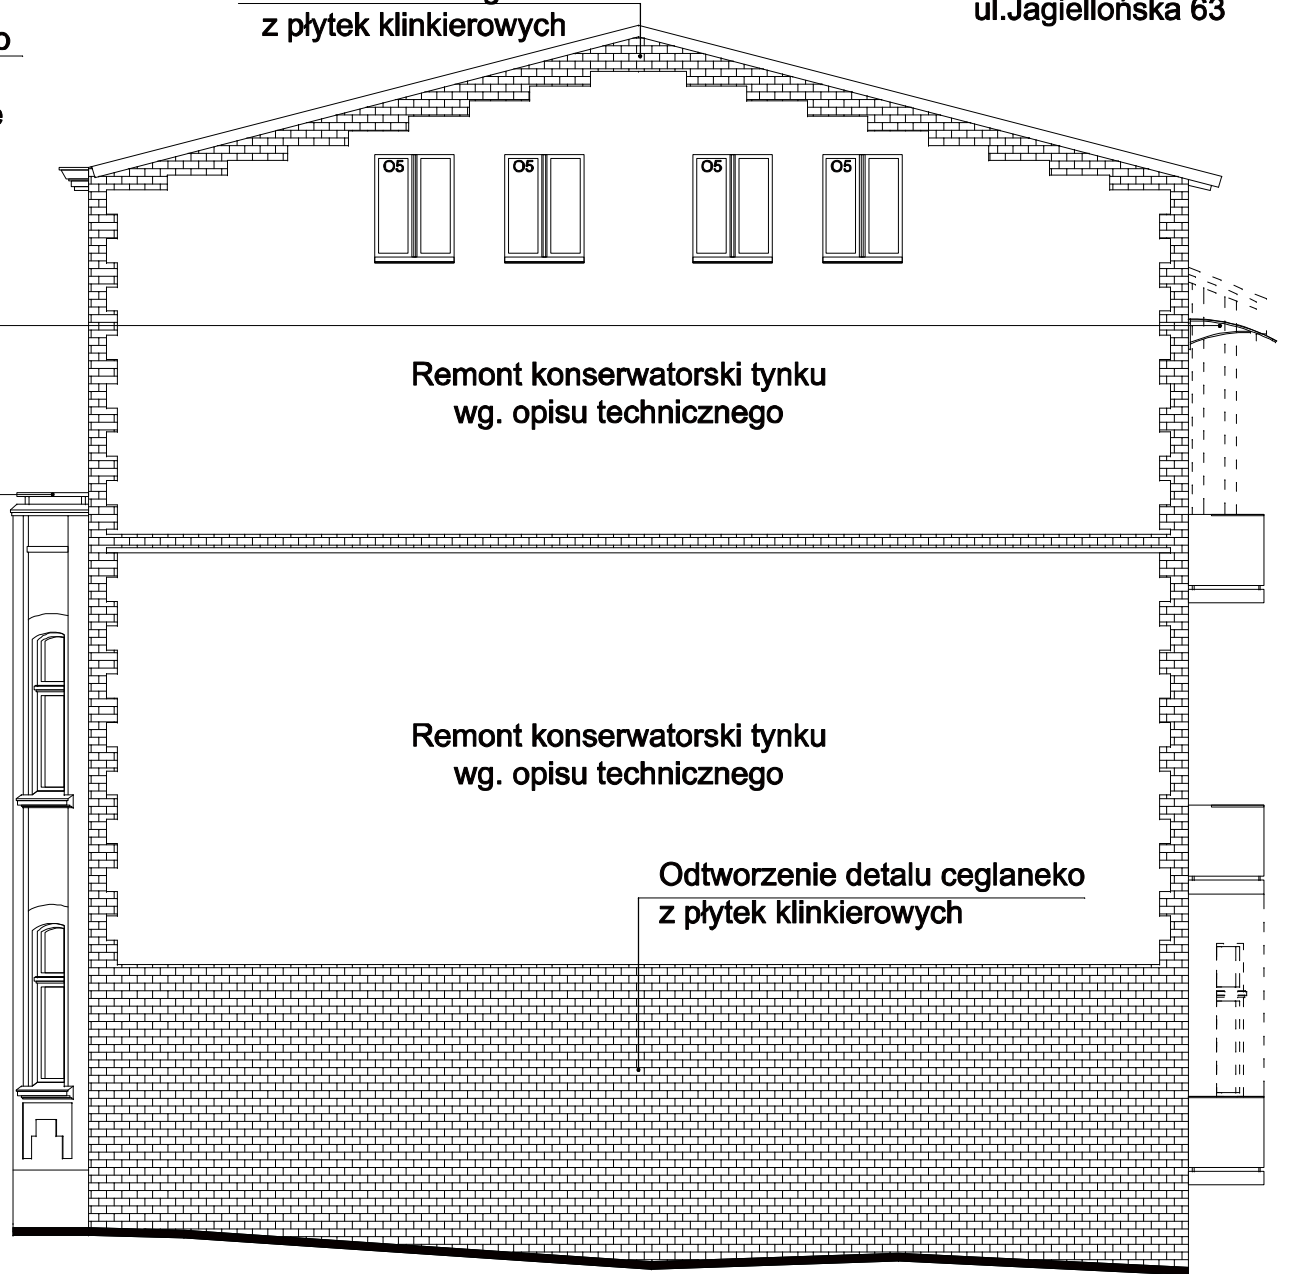 z płytek klinkierowych
ul.Jagiellońska 63
O5 O5 O5 O5
Remont konserwatorski tynku
wg. opisu technicznego
Remont konserwatorski tynku
wg. opisu technicznego
Odtworzenie detalu ceglaneko
z płytek klinkierowych